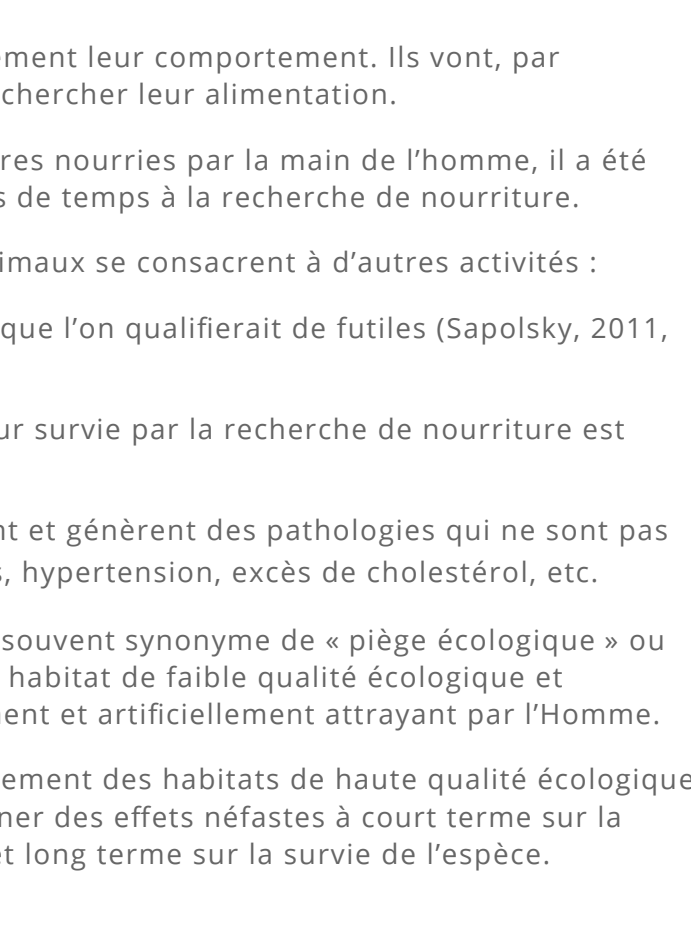 ement leur comportement. Ils vont, par
chercher leur alimentation.
res nourries par la main de l’homme, il a été
s de temps à la recherche de nourriture.
imaux se consacrent à d’autres activités :
que l’on qualifierait de futiles (Sapolsky, 2011,
ur survie par la recherche de nourriture est
nt et génèrent des pathologies qui ne sont pas
s, hypertension, excès de cholestérol, etc.
souvent synonyme de « piège écologique » ou
habitat de faible qualité écologique et
ment et artificiellement attrayant par l’Homme.
ement des habitats de haute qualité écologique
ner des effets néfastes à court terme sur la
et long terme sur la survie de l’espèce.